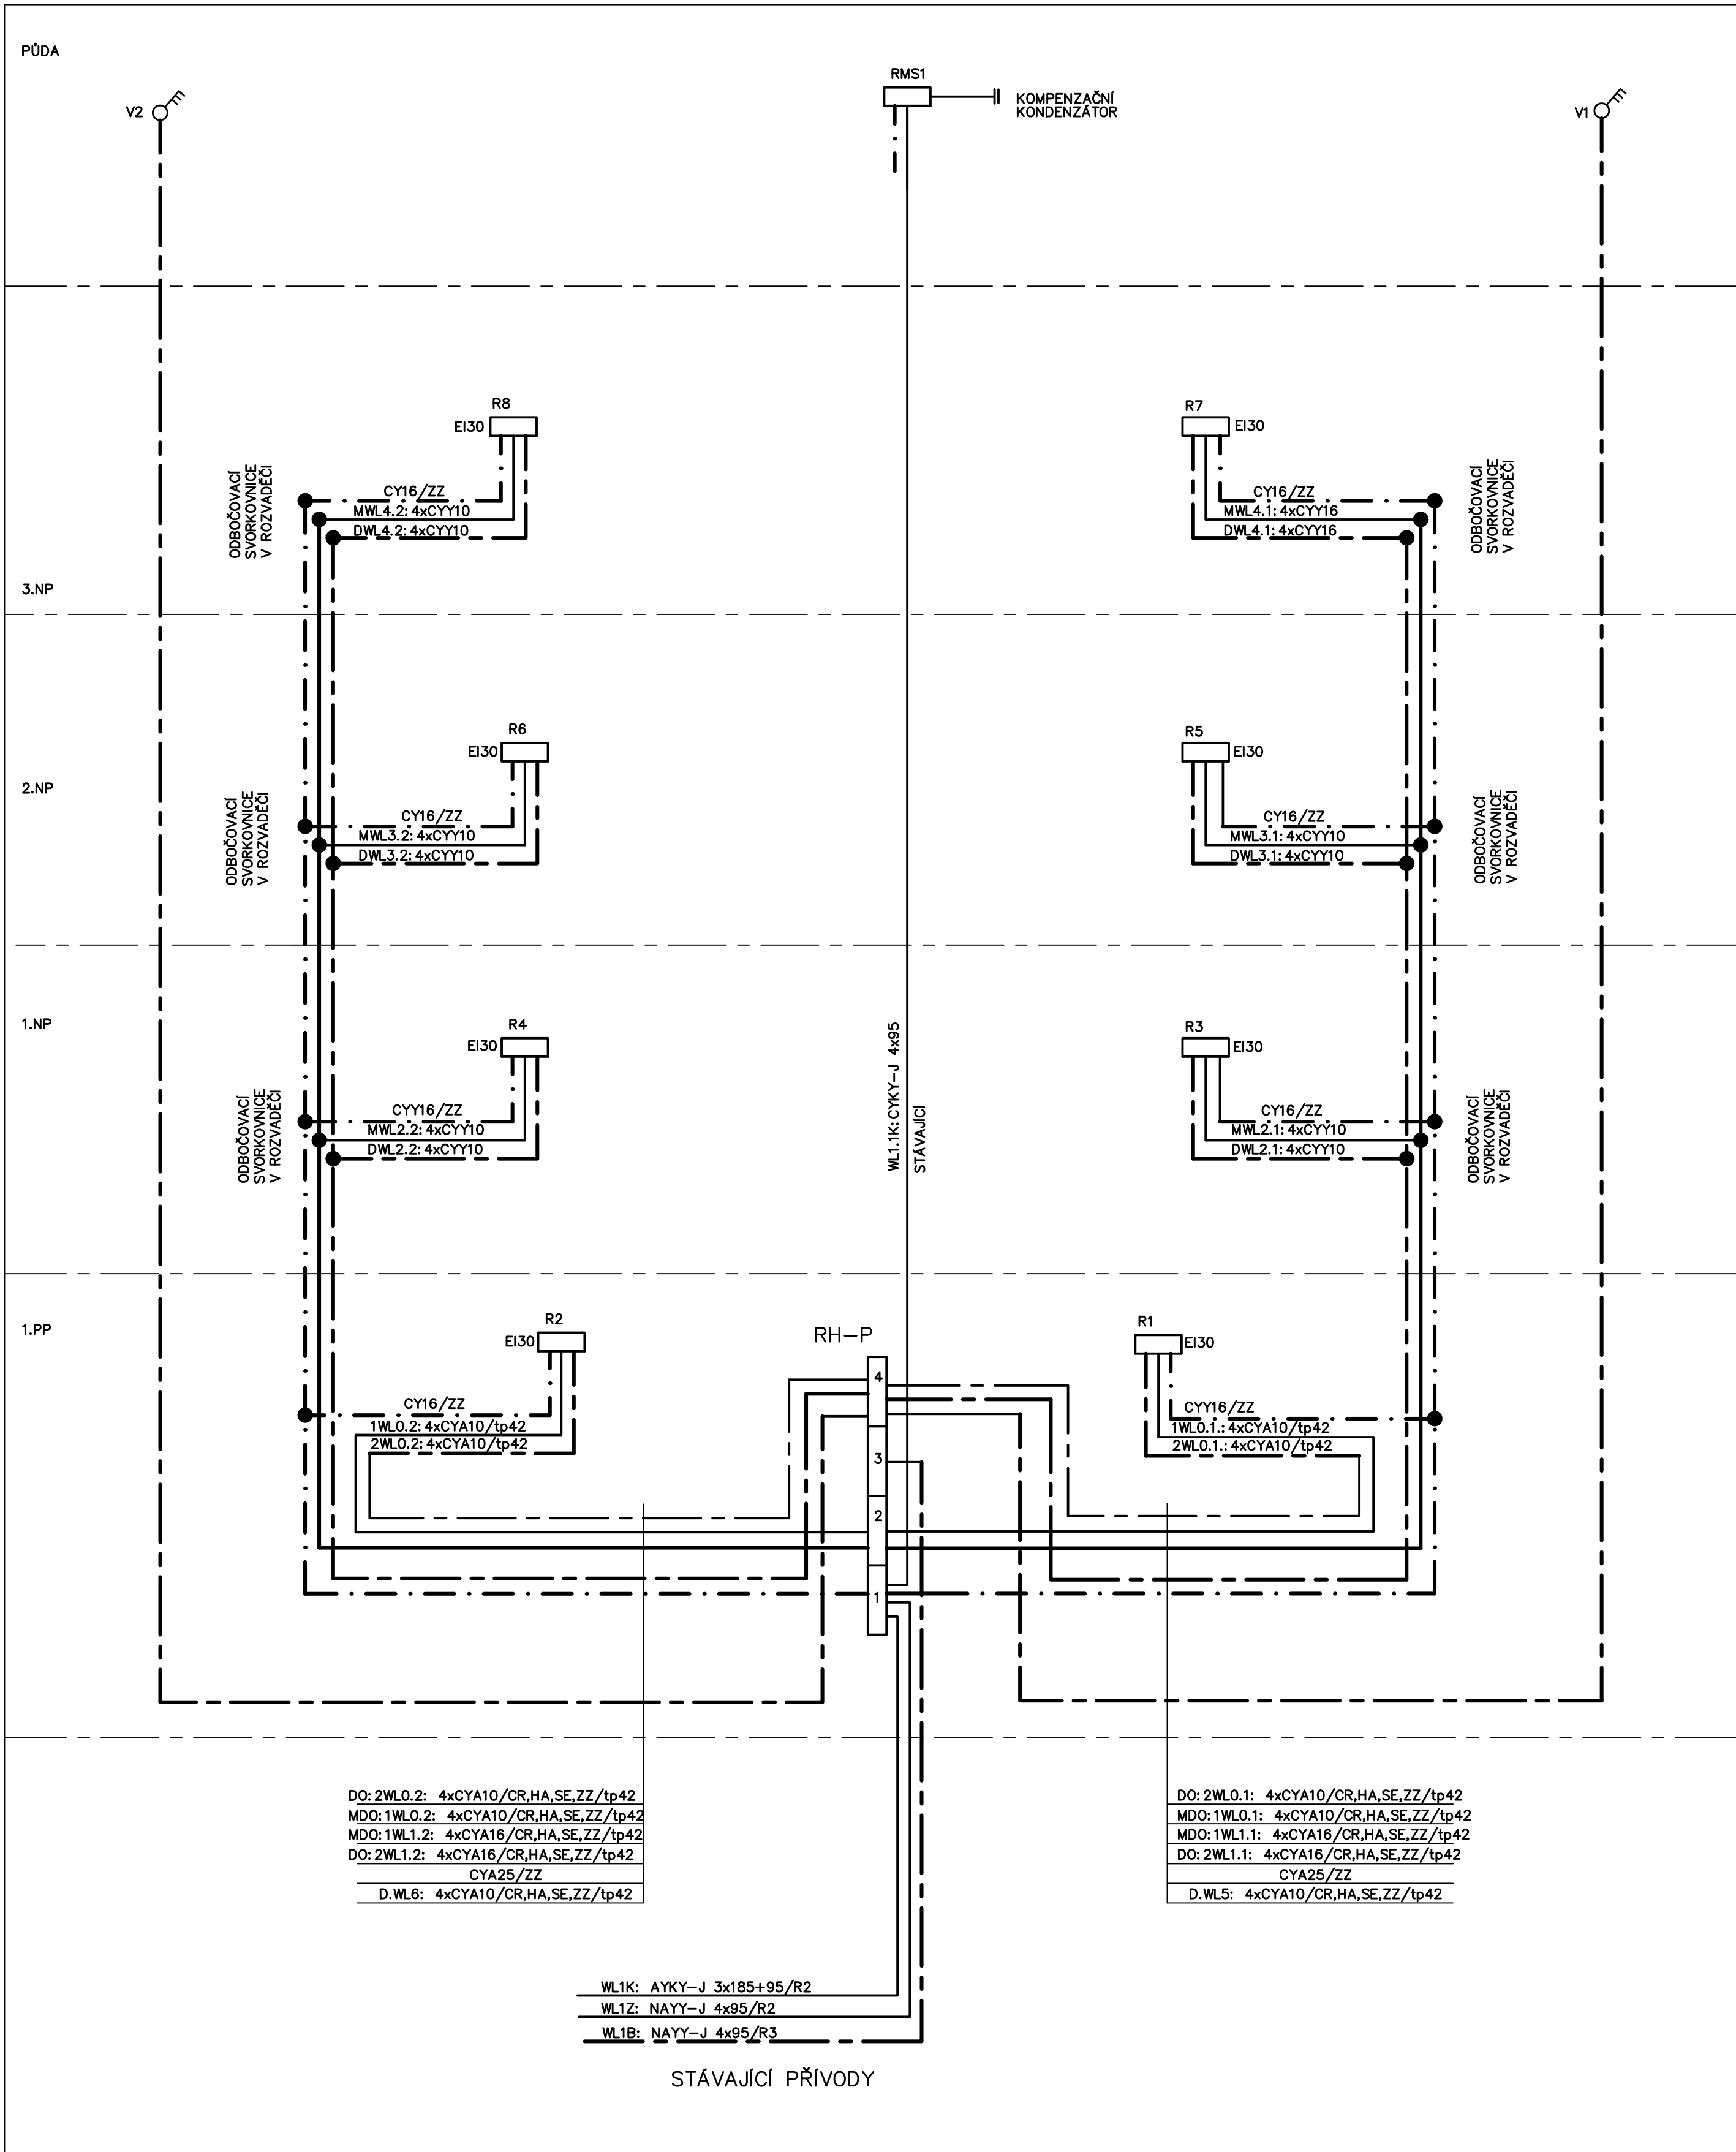 PŮDA
RMS1
V2
KOMPENZAČNÍ
KONDENZÁTOR
V1
R8
EI30
R7
EI30
ODBOČOVACÍ
SVORKOVNICE
V ROZVADĚČI
CY16/ZZ
MWL4.2: 4xCYY10
DWL4.2: 4xCYY10
CY16/ZZ
MWL4.1: 4xCYY16
DWL4.1: 4xCYY16
ODBOČOVACÍ
SVORKOVNICE
V ROZVADĚČI
3.NP
R6
EI30
R5
EI30
2.NP
ODBOČOVACÍ
SVORKOVNICE
V ROZVADĚČI
CY16/ZZ
MWL3.2: 4xCYY10
DWL3.2: 4xCYY10
CY16/ZZ
MWL3.1: 4xCYY10
DWL3.1: 4xCYY10
ODBOČOVACÍ
SVORKOVNICE
V ROZVADĚČI
1.NP
R4
EI30
R3
EI30
WL1.1K: CYKY-J 4x95
STÁVAJÍCÍ
ODBOČOVACÍ
SVORKOVNICE
V ROZVADĚČI
CYY16/ZZ
MWL2.2: 4xCYY10
DWL2.2: 4xCYY10
CY16/ZZ
MWL2.1: 4xCYY10
DWL2.1: 4xCYY10
ODBOČOVACÍ
SVORKOVNICE
V ROZVADĚČI
1.PP
R2
EI30
RH-P
R1
EI30
4
3
2
1
CY16/ZZ
1WL0.2: 4xCYA10/tp42
2WL0.2: 4xCYA10/tp42
CYY16/ZZ
1WL0.1.: 4xCYA10/tp42
2WL0.1.: 4xCYA10/tp42
DO: 2WL0.2: 4xCYA10/CR,HA,SE,ZZ/tp42
MDO: 1WL0.2: 4xCYA10/CR,HA,SE,ZZ/tp42
MDO: 1WL1.2: 4xCYA16/CR,HA,SE,ZZ/tp42
DO: 2WL1.2: 4xCYA16/CR,HA,SE,ZZ/tp42
CYA25/ZZ
D.WL6: 4xCYA10/CR,HA,SE,ZZ/tp42
DO: 2WL0.1: 4xCYA10/CR,HA,SE,ZZ/tp42
MDO: 1WL0.1: 4xCYA10/CR,HA,SE,ZZ/tp42
MDO: 1WL1.1: 4xCYA16/CR,HA,SE,ZZ/tp42
DO: 2WL1.1: 4xCYA16/CR,HA,SE,ZZ/tp42
CYA25/ZZ
D.WL5: 4xCYA10/CR,HA,SE,ZZ/tp42
WL1K: AYKY-J 3x185+95/R2
WL1Z: NAYY-J 4x95/R2
WL1B: NAYY-J 4x95/R3
STÁVAJÍCÍ PŘÍVODY